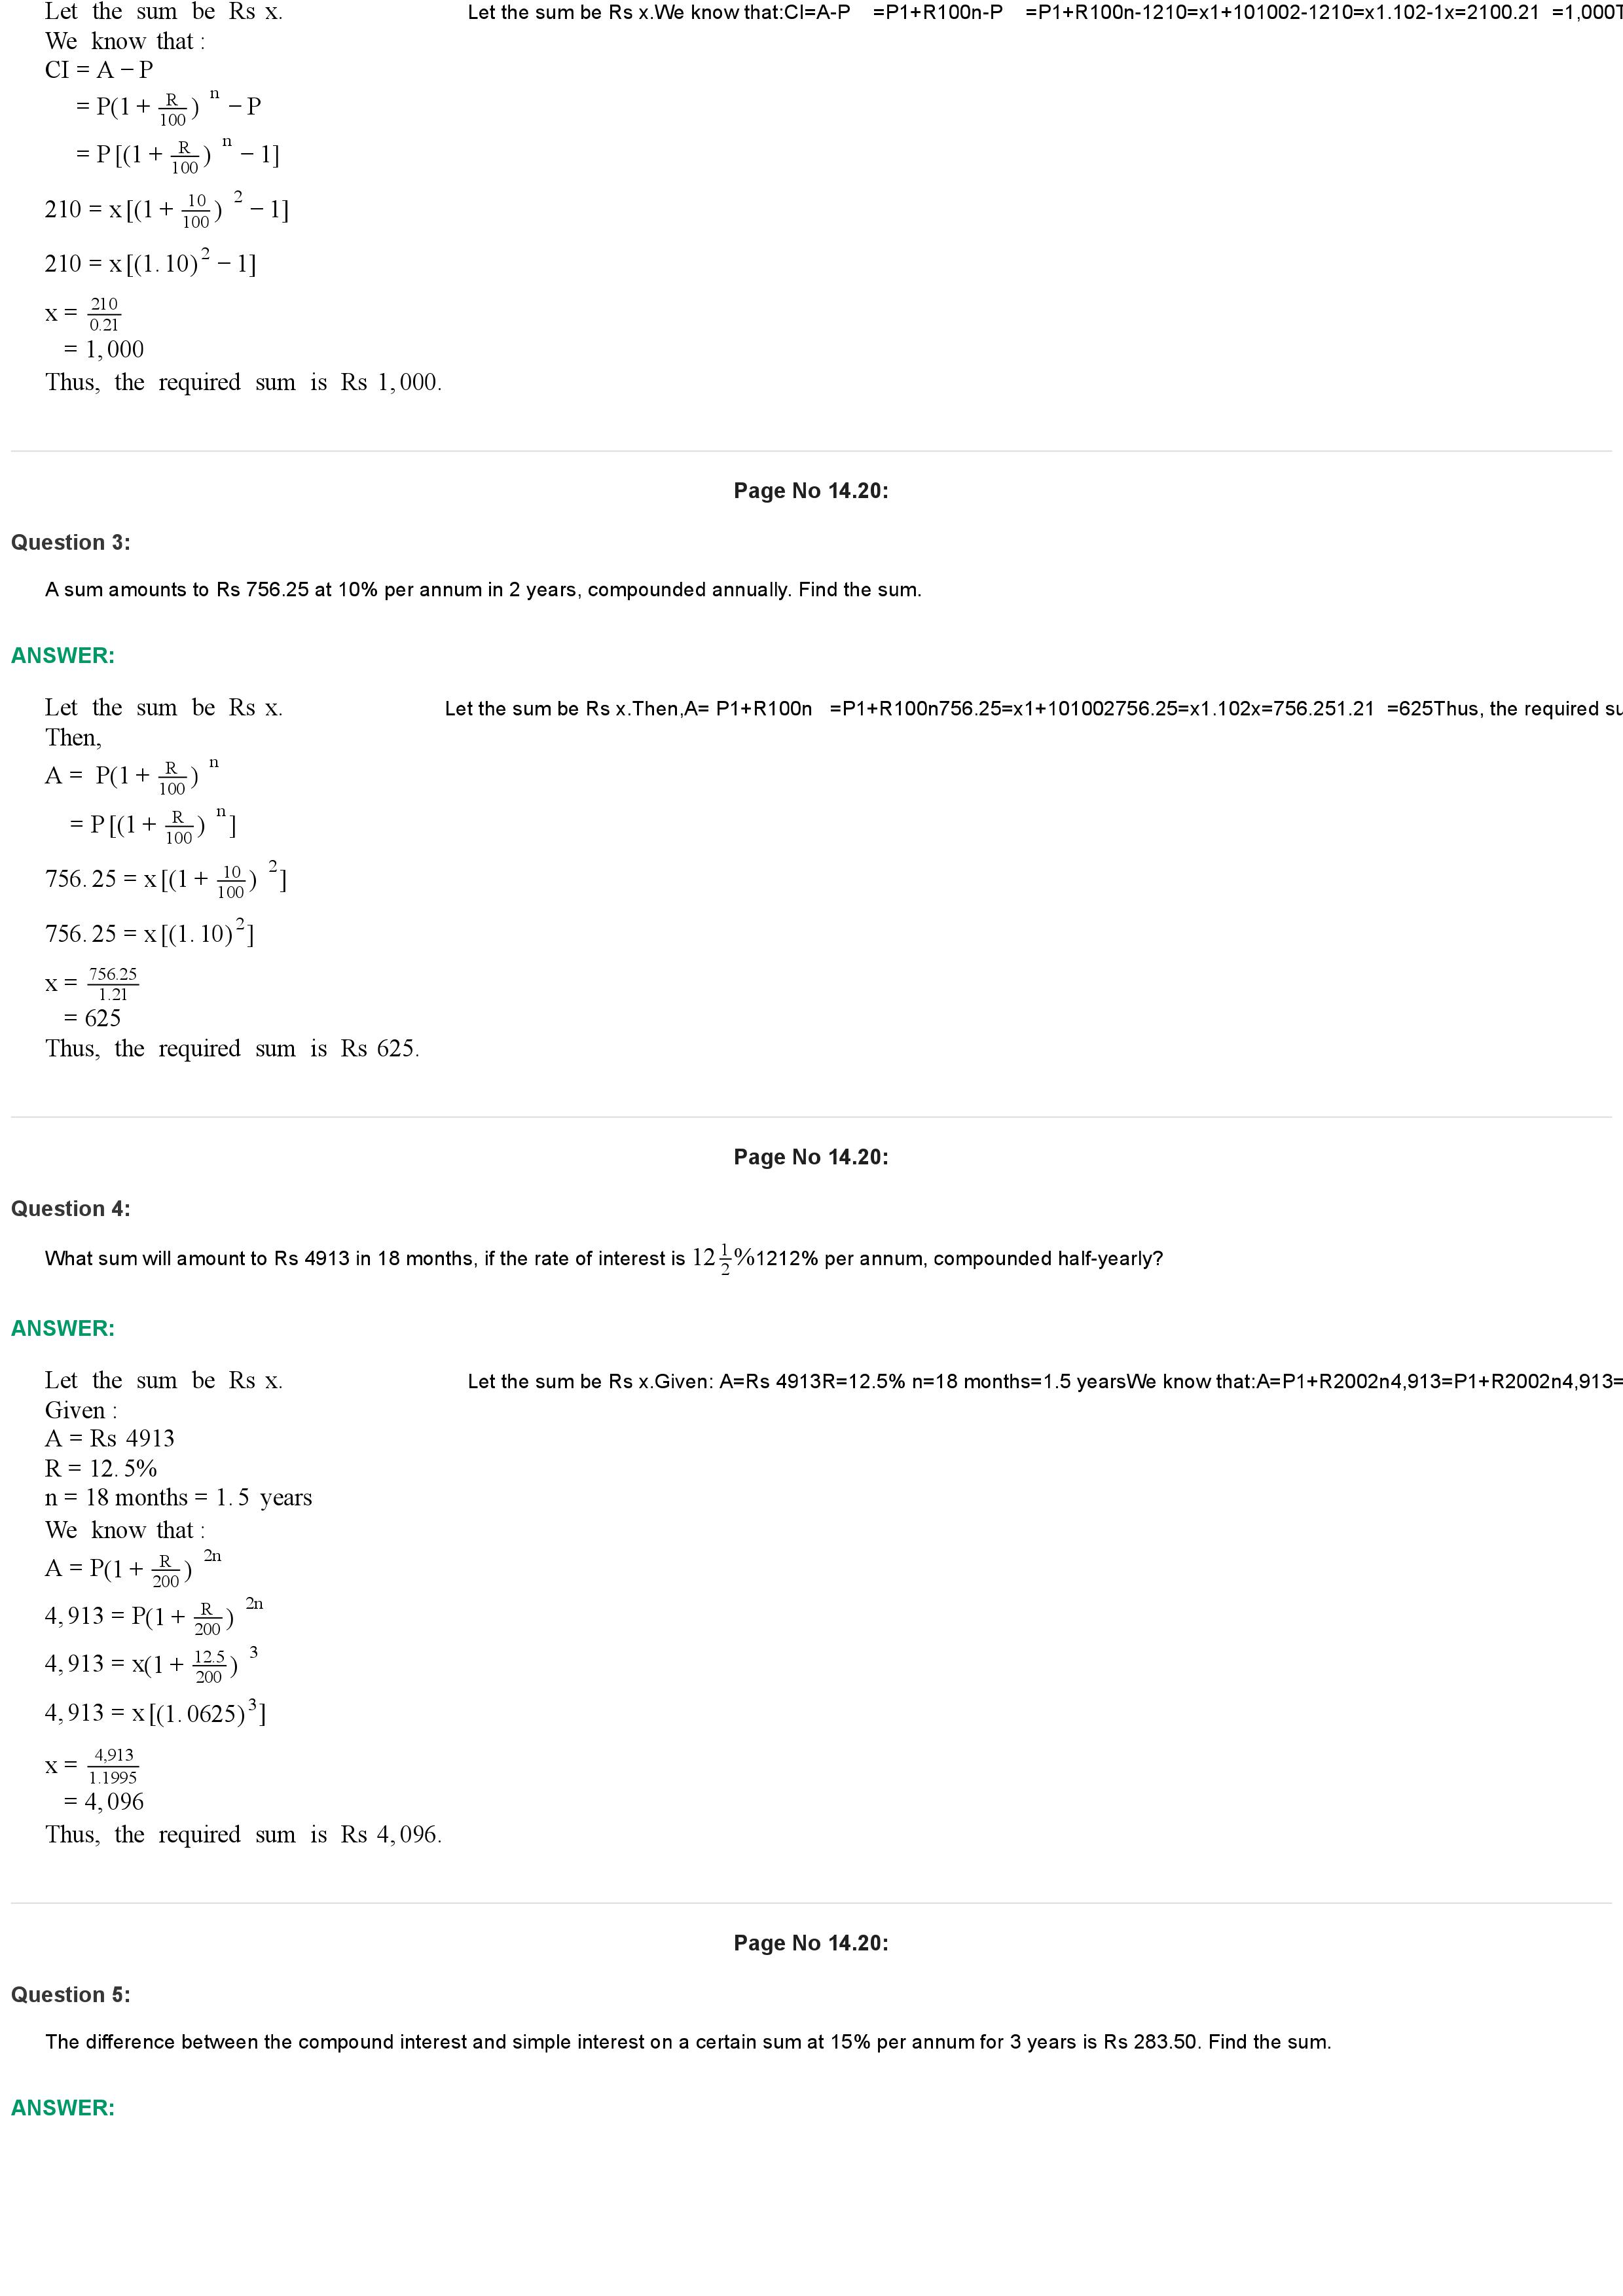 Let the sum be Rs x. Let the sum be Rs x.We know that:CI=A-P =P1+R100n-P =P1+R100n-1210=x1+101002-1210=x1.102-1x=2100.21 =1,000T
We know that :
CI = A − P
= P(1 + R/100)^n − P
= P[(1 + R/100)^n − 1]
210 = x[(1 + 10/100)^2 − 1]
210 = x[(1.10)^2 − 1]
x = 210/0.21
= 1,000
Thus, the required sum is Rs 1,000.
Page No 14.20:
Question 3:
A sum amounts to Rs 756.25 at 10% per annum in 2 years, compounded annually. Find the sum.
ANSWER:
Let the sum be Rs x. Let the sum be Rs x.Then,A= P1+R100n =P1+R100n756.25=x1+101002756.25=x1.102x=756.251.21 =625Thus, the required su
Then,
A = P(1 + R/100)^n
= P[(1 + R/100)^n]
756.25 = x[(1 + 10/100)^2]
756.25 = x[(1.10)^2]
x = 756.25/1.21
= 625
Thus, the required sum is Rs 625.
Page No 14.20:
Question 4:
What sum will amount to Rs 4913 in 18 months, if the rate of interest is 12 1/2 %1212% per annum, compounded half-yearly?
ANSWER:
Let the sum be Rs x. Let the sum be Rs x.Given: A=Rs 4913R=12.5% n=18 months=1.5 yearsWe know that:A=P1+R2002n4,913=P1+R2002n4,913=
Given :
A = Rs 4913
R = 12.5%
n = 18 months = 1.5 years
We know that :
A = P(1 + R/200)^2n
4,913 = P(1 + R/200)^2n
4,913 = x(1 + 12.5/200)^3
4,913 = x[(1.0625)^3]
x = 4,913/1.1995
= 4,096
Thus, the required sum is Rs 4,096.
Page No 14.20:
Question 5:
The difference between the compound interest and simple interest on a certain sum at 15% per annum for 3 years is Rs 283.50. Find the sum.
ANSWER: